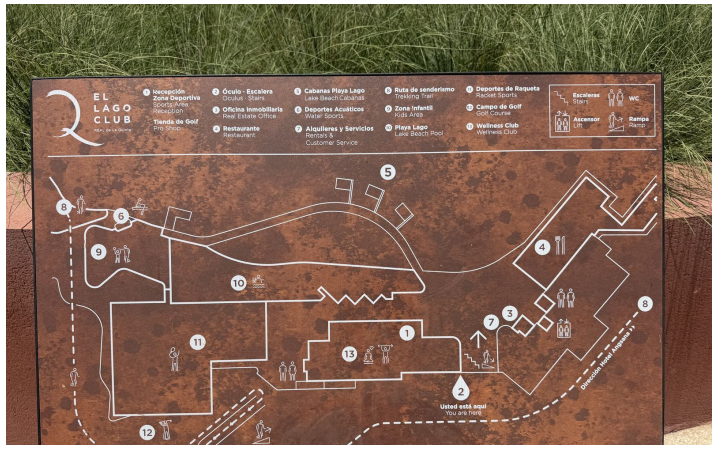 EL
LAGO
CLUB
REAL DE LA QUINTA
1 Recepción
Zona Deportiva
Sports Area
Reception
Tienda de Golf
Pro Shop
2 Óculo · Escalera
Oculus · Stairs
3 Oficina Inmobiliaria
Real Estate Office
4 Restaurante
Restaurant
5 Cabanas Playa Lago
Lake Beach Cabanas
6 Deportes Acuáticos
Water Sports
7 Alquileres y Servicios
Rentals &
Customer Service
8 Ruta de senderismo
Trekking Trail
9 Zona Infantil
Kids Area
10 Playa Lago
Lake Beach Pool
11 Deportes de Raqueta
Racket Sports
12 Campo de Golf
Golf Course
13 Wellness Club
Wellness Club
Escaleras
Stairs
WC
Ascensor
Lift
Rampa
Ramp
5
8
6
9
4
10
8
3
7
1
11
13
2
Dirección Hotel Angsana
Usted está aquí
You are here
12